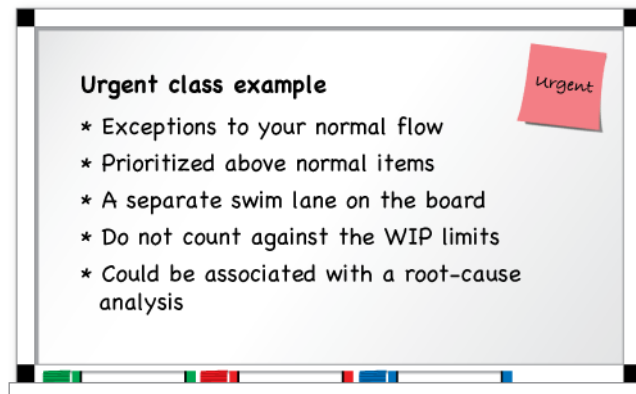 Urgent class example
Urgent
* Exceptions to your normal flow
* Prioritized above normal items
* A separate swim lane on the board
* Do not count against the WIP limits
* Could be associated with a root-cause
analysis